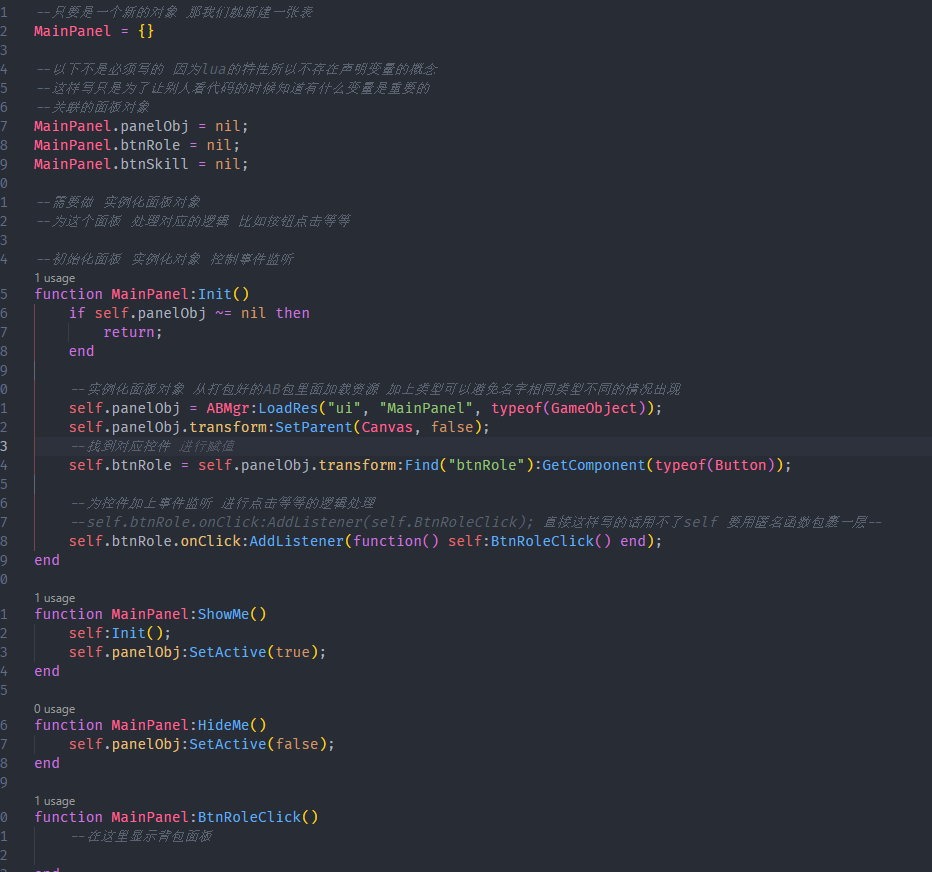 1 --只要是一个新的对象 那我们就新建一张表
2 MainPanel = {}
3
4 --以下不是必须写的 因为lua的特性所以不存在声明变量的概念
5 --这样写只是为了让别人看代码的时候知道有什么变量是重要的
6 --关联的面板对象
7 MainPanel.panelObj = nil;
8 MainPanel.btnRole = nil;
9 MainPanel.btnSkill = nil;
0
1 --需要做 实例化面板对象
2 --为这个面板 处理对应的逻辑 比如按钮点击等等
3
4 --初始化面板 实例化对象 控制事件监听
1 usage
5 function MainPanel:Init()
6 if self.panelObj ~= nil then
7 return;
8 end
9
0 --实例化面板对象 从打包好的AB包里面加载资源 加上类型可以避免名字相同类型不同的情况出现
1 self.panelObj = ABMgr:LoadRes("ui", "MainPanel", typeof(GameObject));
2 self.panelObj.transform:SetParent(Canvas, false);
3 --找到对应控件 进行赋值
4 self.btnRole = self.panelObj.transform:Find("btnRole"):GetComponent(typeof(Button));
5
6 --为控件加上事件监听 进行点击等等的逻辑处理
7 --self.btnRole.onClick:AddListener(self.BtnRoleClick); 直接这样写的话用不了self 要用匿名函数包裹一层--
8 self.btnRole.onClick:AddListener(function() self:BtnRoleClick() end);
9 end
0
1 usage
1 function MainPanel:ShowMe()
2 self:Init();
3 self.panelObj:SetActive(true);
4 end
5
0 usage
6 function MainPanel:HideMe()
7 self.panelObj:SetActive(false);
8 end
9
1 usage
0 function MainPanel:BtnRoleClick()
1 --在这里显示背包面板
2